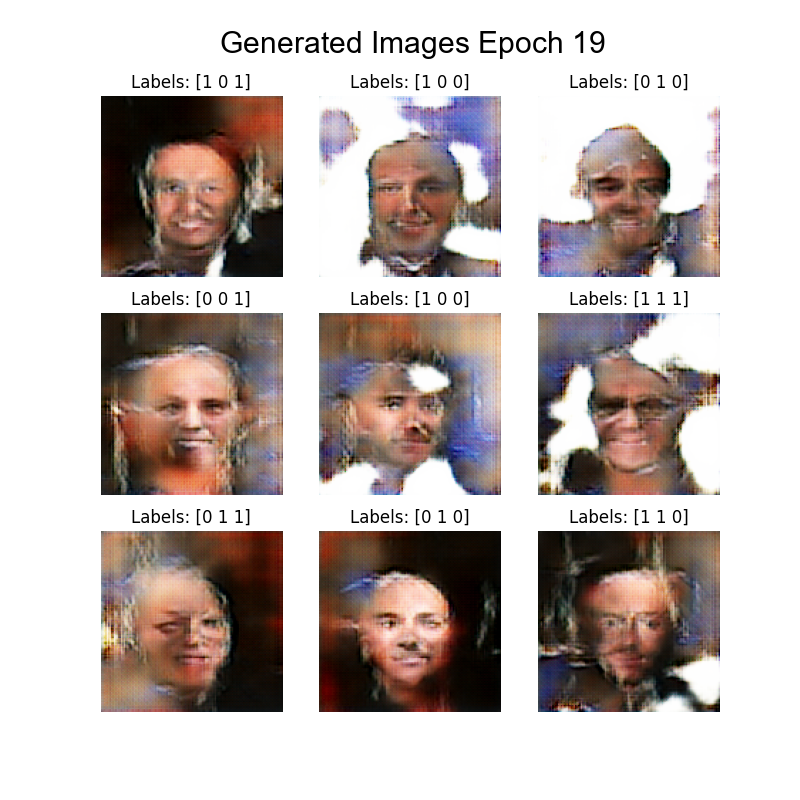 Generated Images Epoch 19
Labels: [1 0 1]
Labels: [1 0 0]
Labels: [0 1 0]
Labels: [0 0 1]
Labels: [1 0 0]
Labels: [1 1 1]
Labels: [0 1 1]
Labels: [0 1 0]
Labels: [1 1 0]